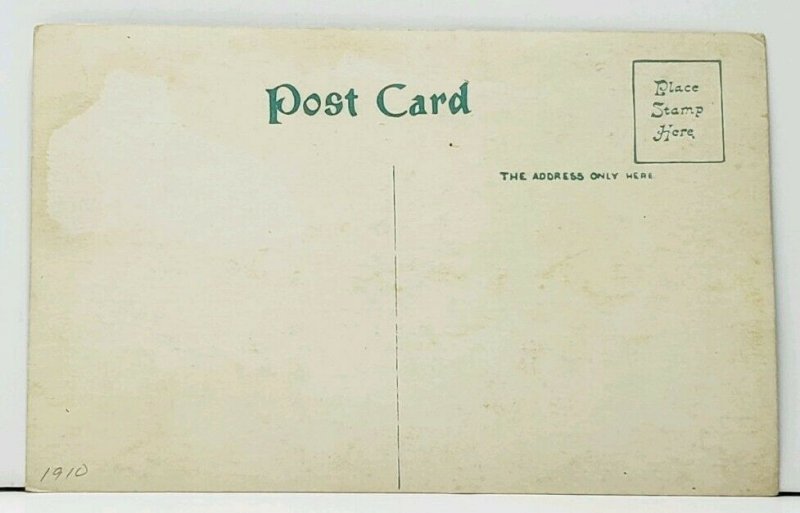 Post Card
Place
Stamp
Here
THE ADDRESS ONLY HERE
1910